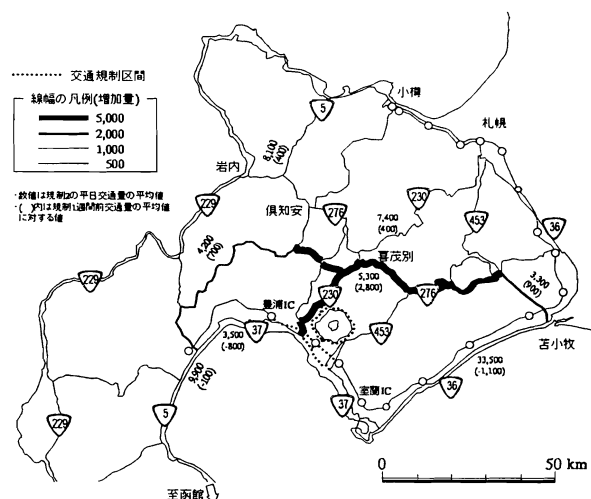 交通規制区間
線幅の凡例(増加量)
5,000
2,000
1,000
500
・数値は規制2の平日交通量の平均値
・( )内は規制1週間前交通量の平均値
に対する値
5
小樽
札幌
岩内
8,100
(400)
229
倶知安
276
230
7,400
(400)
453
36
喜茂別
4,200
(700)
229
5,300
(2,800)
276
3,300
(900)
豊浦IC
230
37
3,500
(-800)
453
苫小牧
9,900
(-100)
室蘭IC
33,500
(-1,100)
36
37
5
229
至函館
0
50 km